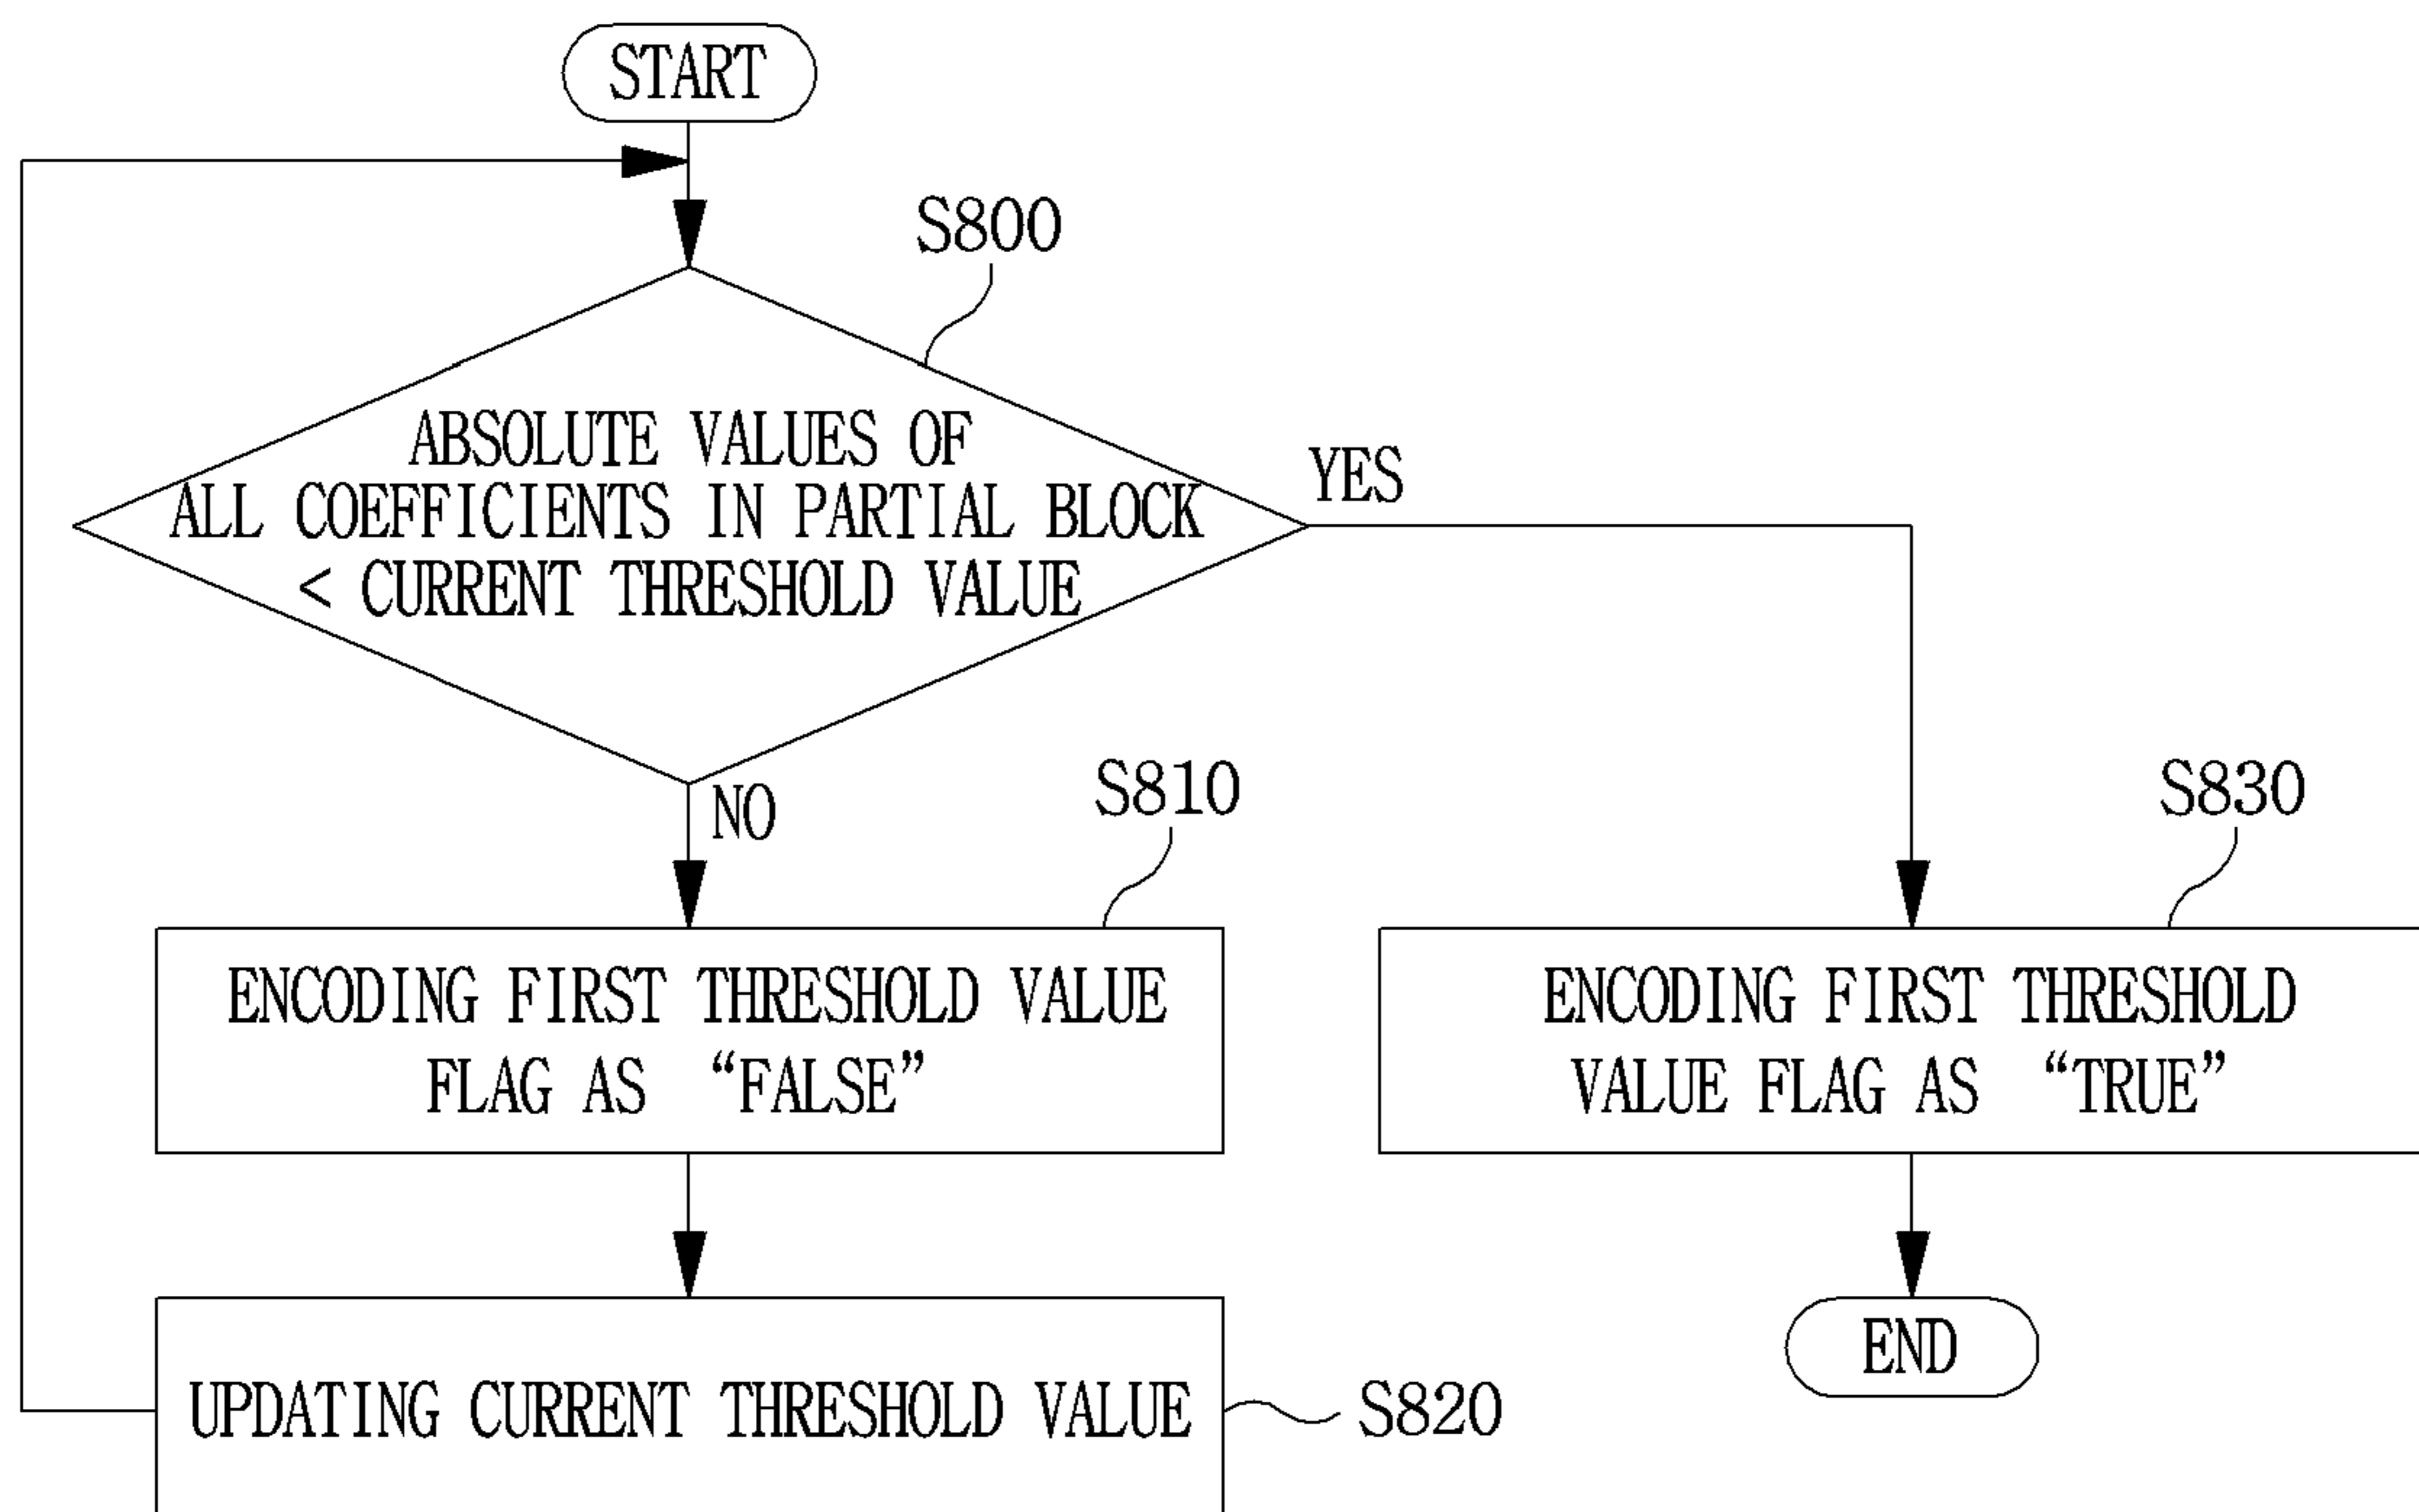 START
S800
ABSOLUTE VALUES OF
ALL COEFFICIENTS IN PARTIAL BLOCK
< CURRENT THRESHOLD VALUE
YES
NO
S810
S830
ENCODING FIRST THRESHOLD VALUE
FLAG AS “FALSE”
ENCODING FIRST THRESHOLD
VALUE FLAG AS “TRUE”
END
UPDATING CURRENT THRESHOLD VALUE
S820